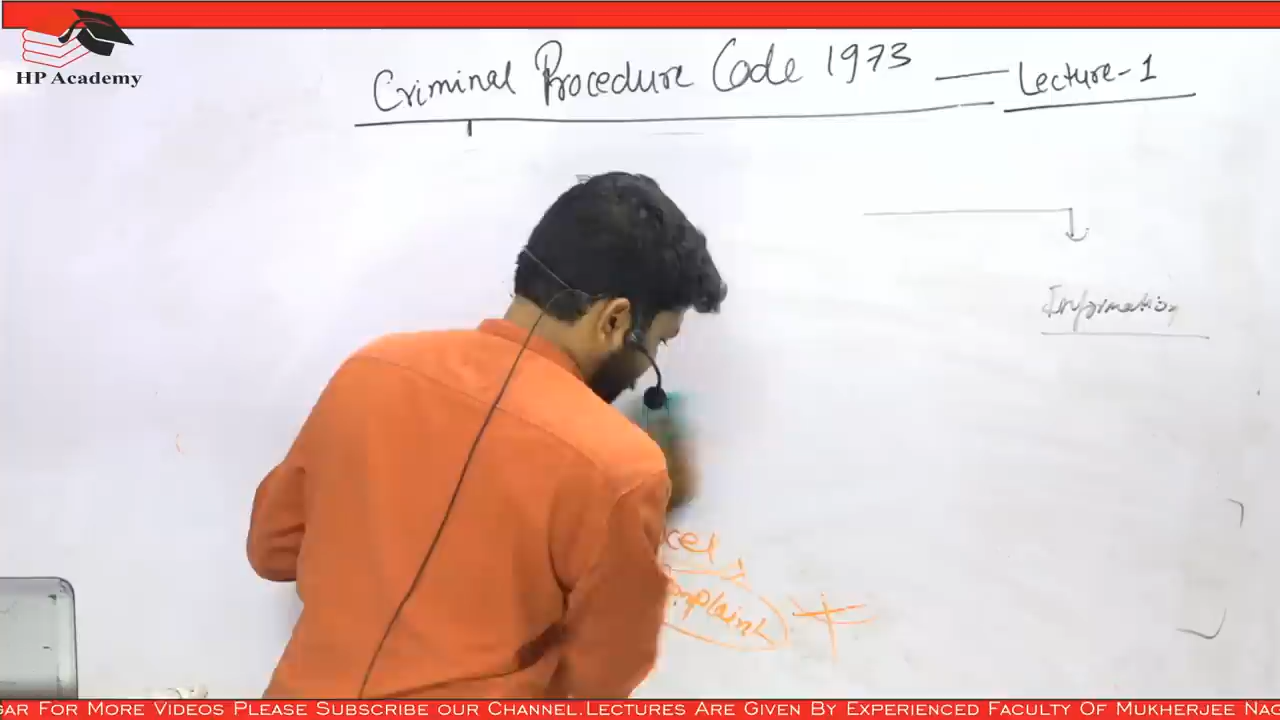 HP Academy
Criminal Procedure Code 1973 — Lecture-1
Information
GAR FOR MORE VIDEOS PLEASE SUBSCRIBE OUR CHANNEL.LECTURES ARE GIVEN BY EXPERIENCED FACULTY OF MUKHERJEE NAG